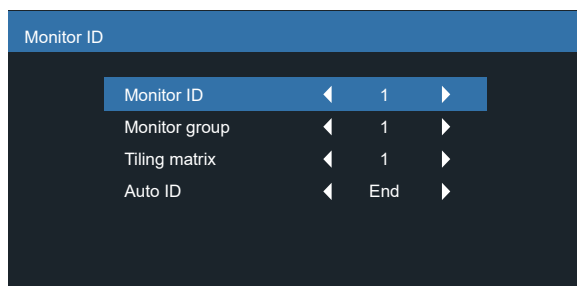 Monitor ID
Monitor ID 1
Monitor group 1
Tiling matrix 1
Auto ID End